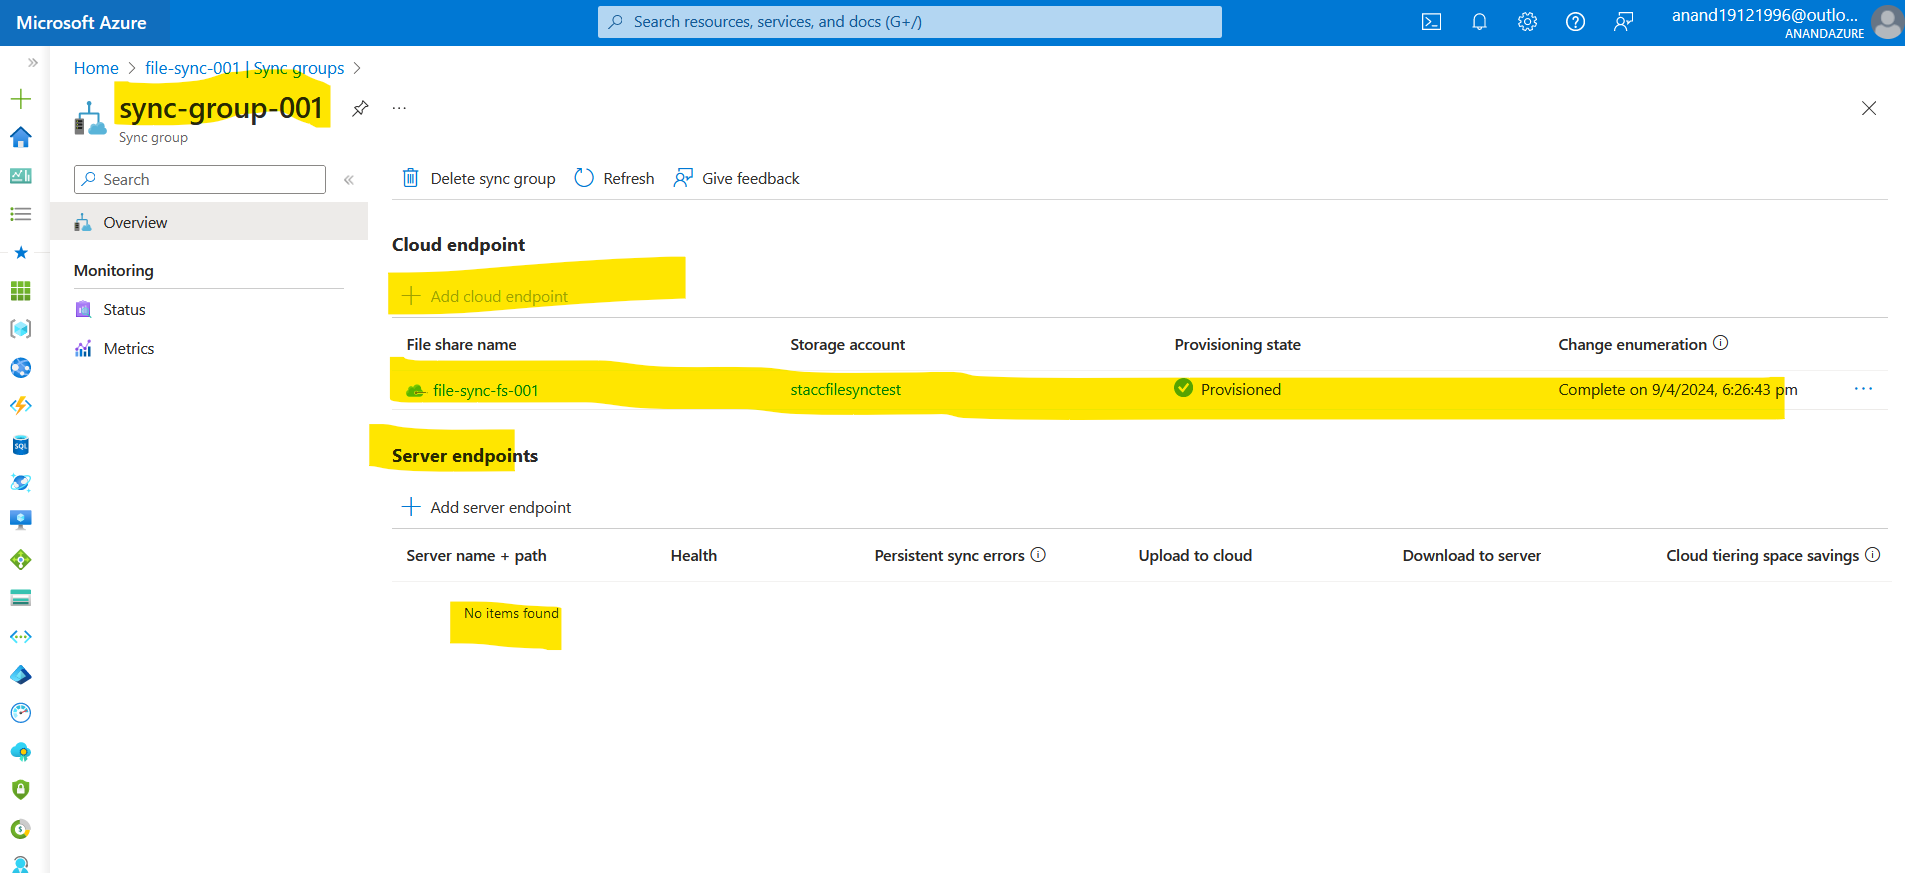 Microsoft Azure
Search resources, services, and docs (G+/)
anand19121996@outlo...
ANANDAZURE
Home > file-sync-001 | Sync groups >
sync-group-001
...
Sync group
Search
Overview
Monitoring
Status
Metrics
Delete sync group
Refresh
Give feedback
Cloud endpoint
+ Add cloud endpoint
File share name
Storage account
Provisioning state
Change enumeration
file-sync-fs-001
staccfilesynctest
Provisioned
Complete on 9/4/2024, 6:26:43 pm
...
Server endpoints
+ Add server endpoint
Server name + path
Health
Persistent sync errors
Upload to cloud
Download to server
Cloud tiering space savings
No items found
SQL